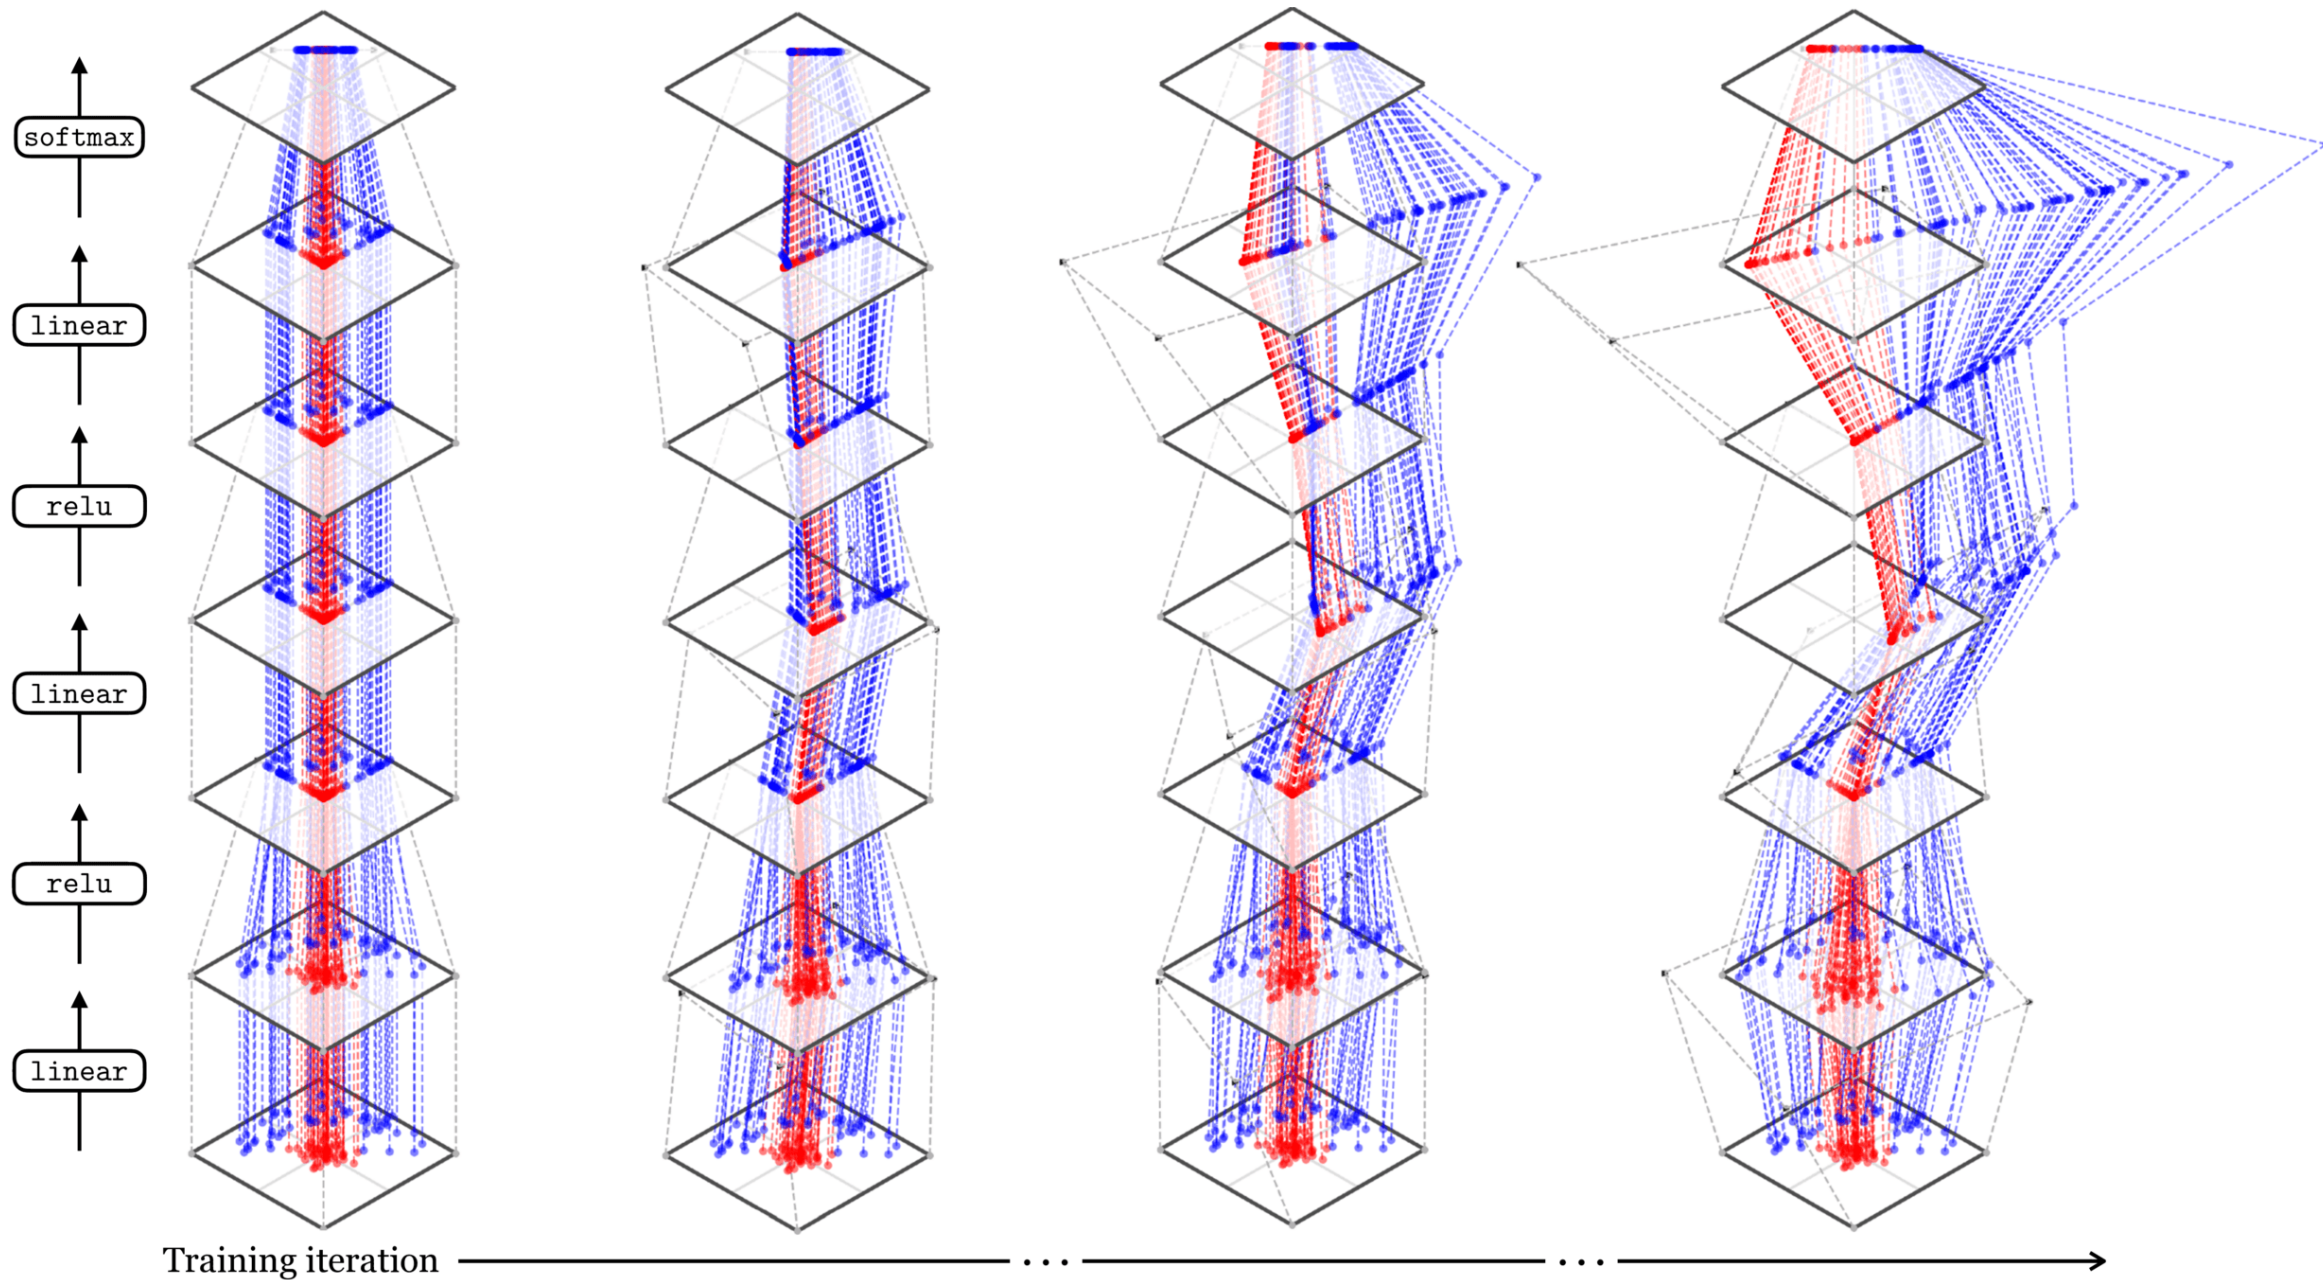 softmax
linear
relu
linear
relu
linear
Training iteration
...
...